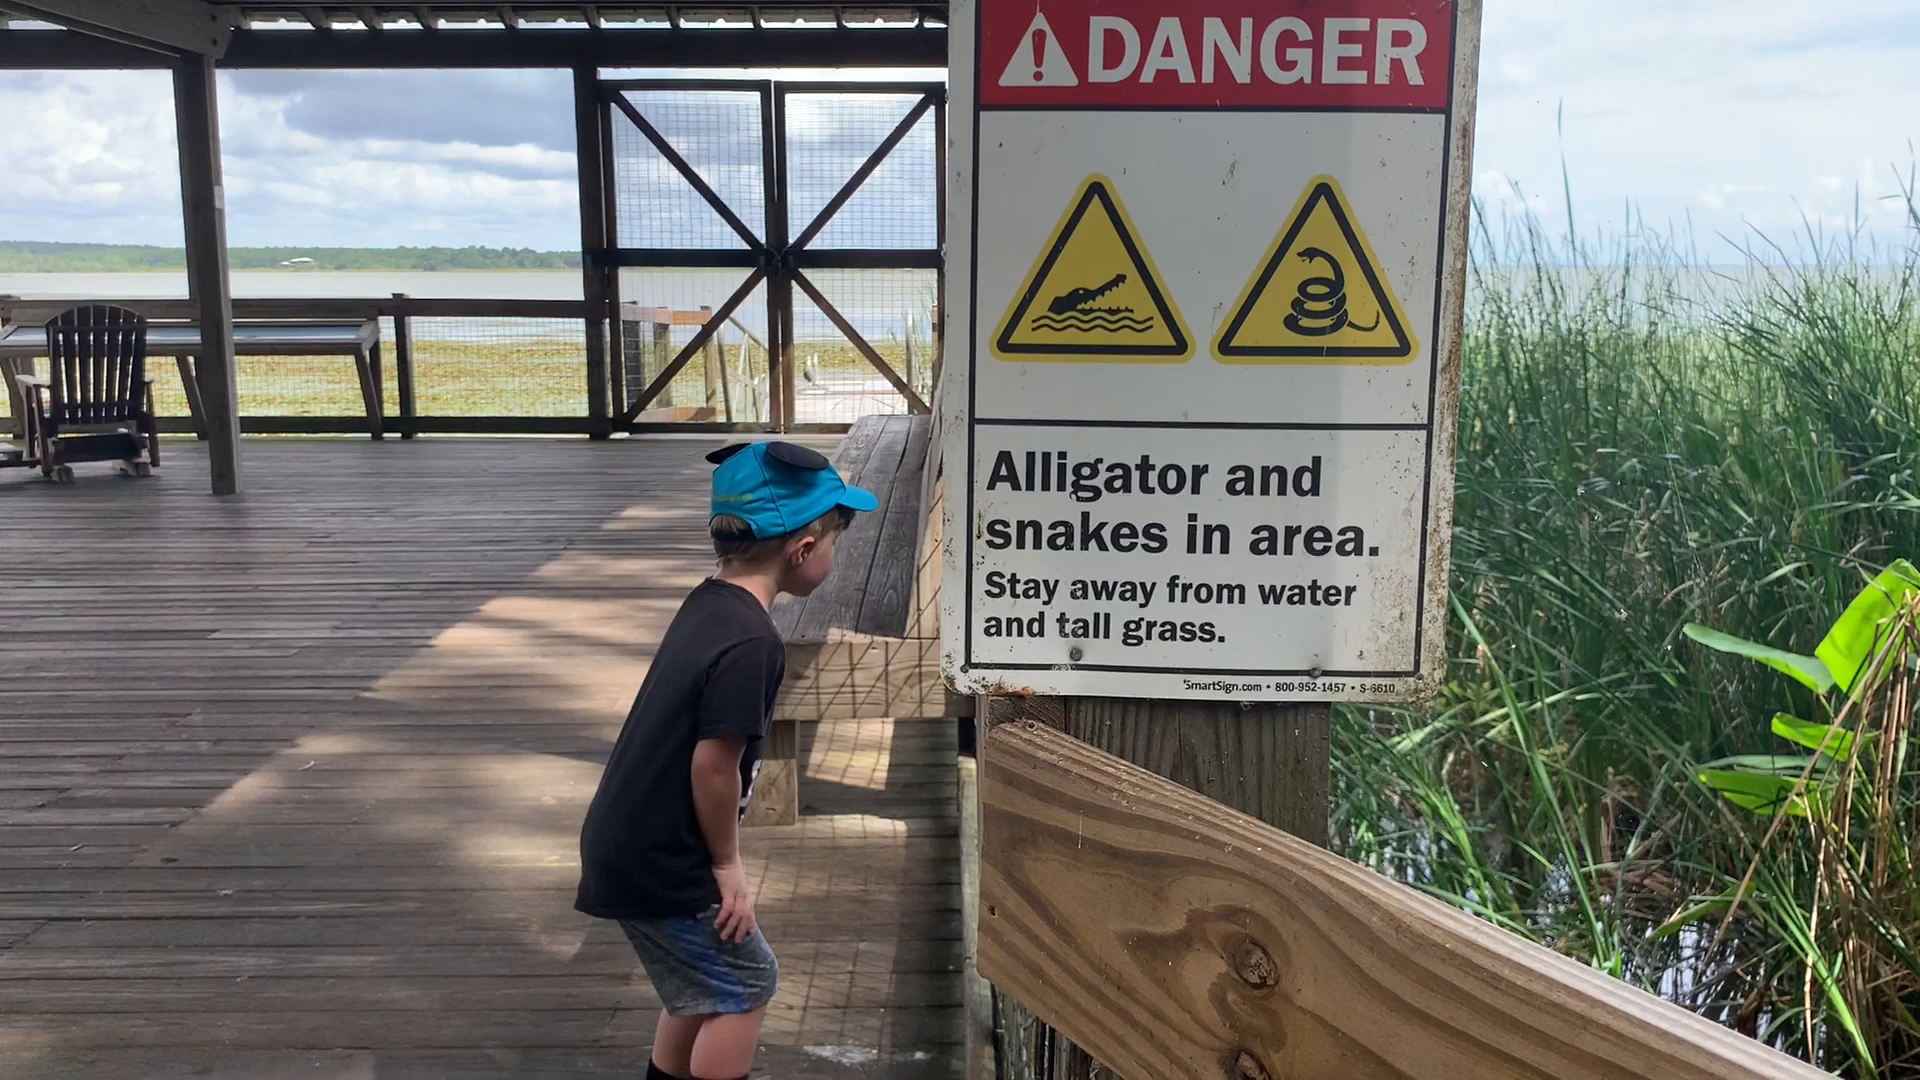 DANGER
Alligator and
snakes in area.
Stay away from water
and tall grass.
SmartSign.com • 800-952-1457 • S-6610